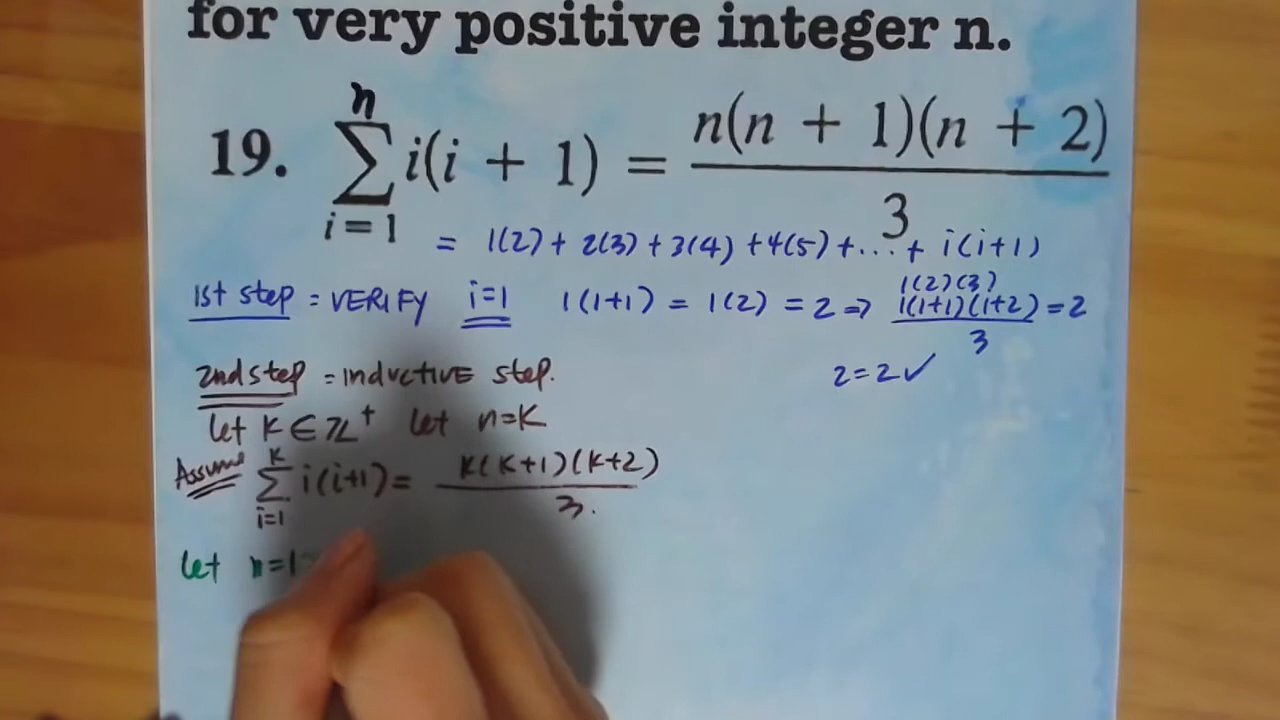 for very positive integer n.
19. n ∑ i=1 i(i + 1) = n(n + 1)(n + 2) / 3
= 1(2) + 2(3) + 3(4) + 4(5) + ... + i(i+1)
1st step = VERIFY i=1 1(1+1) = 1(2) = 2 ⇒ 1(2)(3) 1(1+1)(1+2) / 3 = 2
2nd step = inductive step. 2=2 ✓
let K ∈ ℤ⁺ let n=K
Assume K ∑ i=1 i(i+1) = K(K+1)(K+2) / 3.
let n=